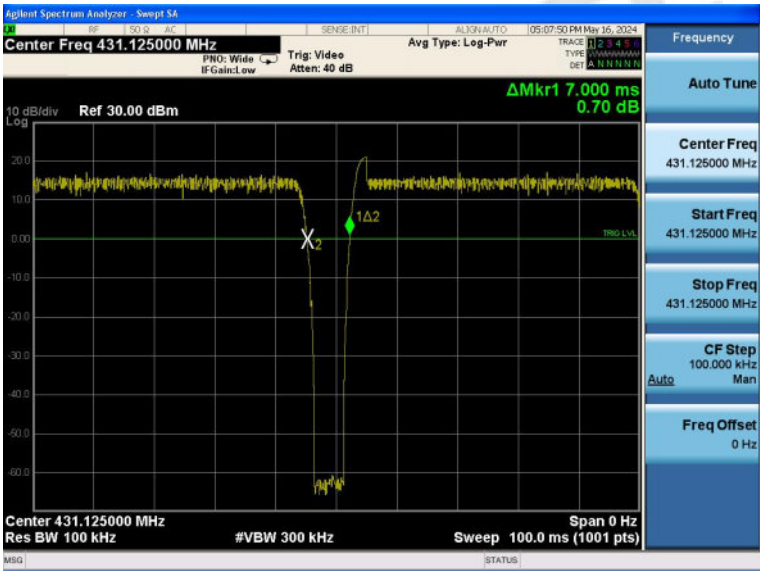 Agilent Spectrum Analyzer - Swept SA
RF 50 Ω AC SENSE:INT ALIGN AUTO 05:07:50 PM May 16, 2024
Center Freq 431.125000 MHz
PNO: Wide
IFGain:Low
Trig: Video
Atten: 40 dB
Avg Type: Log-Pwr
TRACE 1 2 3 4 5 6
TYPE
DET A N N N N N
ΔMkr1 7.000 ms
0.70 dB
10 dB/div Ref 30.00 dBm
Log
20.0
10.0
0.00
-10.0
-20.0
-30.0
-40.0
-50.0
-60.0
1Δ2
X2
TRIG LVL
Center 431.125000 MHz Span 0 Hz
Res BW 100 kHz #VBW 300 kHz Sweep 100.0 ms (1001 pts)
MSG STATUS
Frequency
Auto Tune
Center Freq
431.125000 MHz
Start Freq
431.125000 MHz
Stop Freq
431.125000 MHz
CF Step
100.000 kHz
Auto Man
Freq Offset
0 Hz